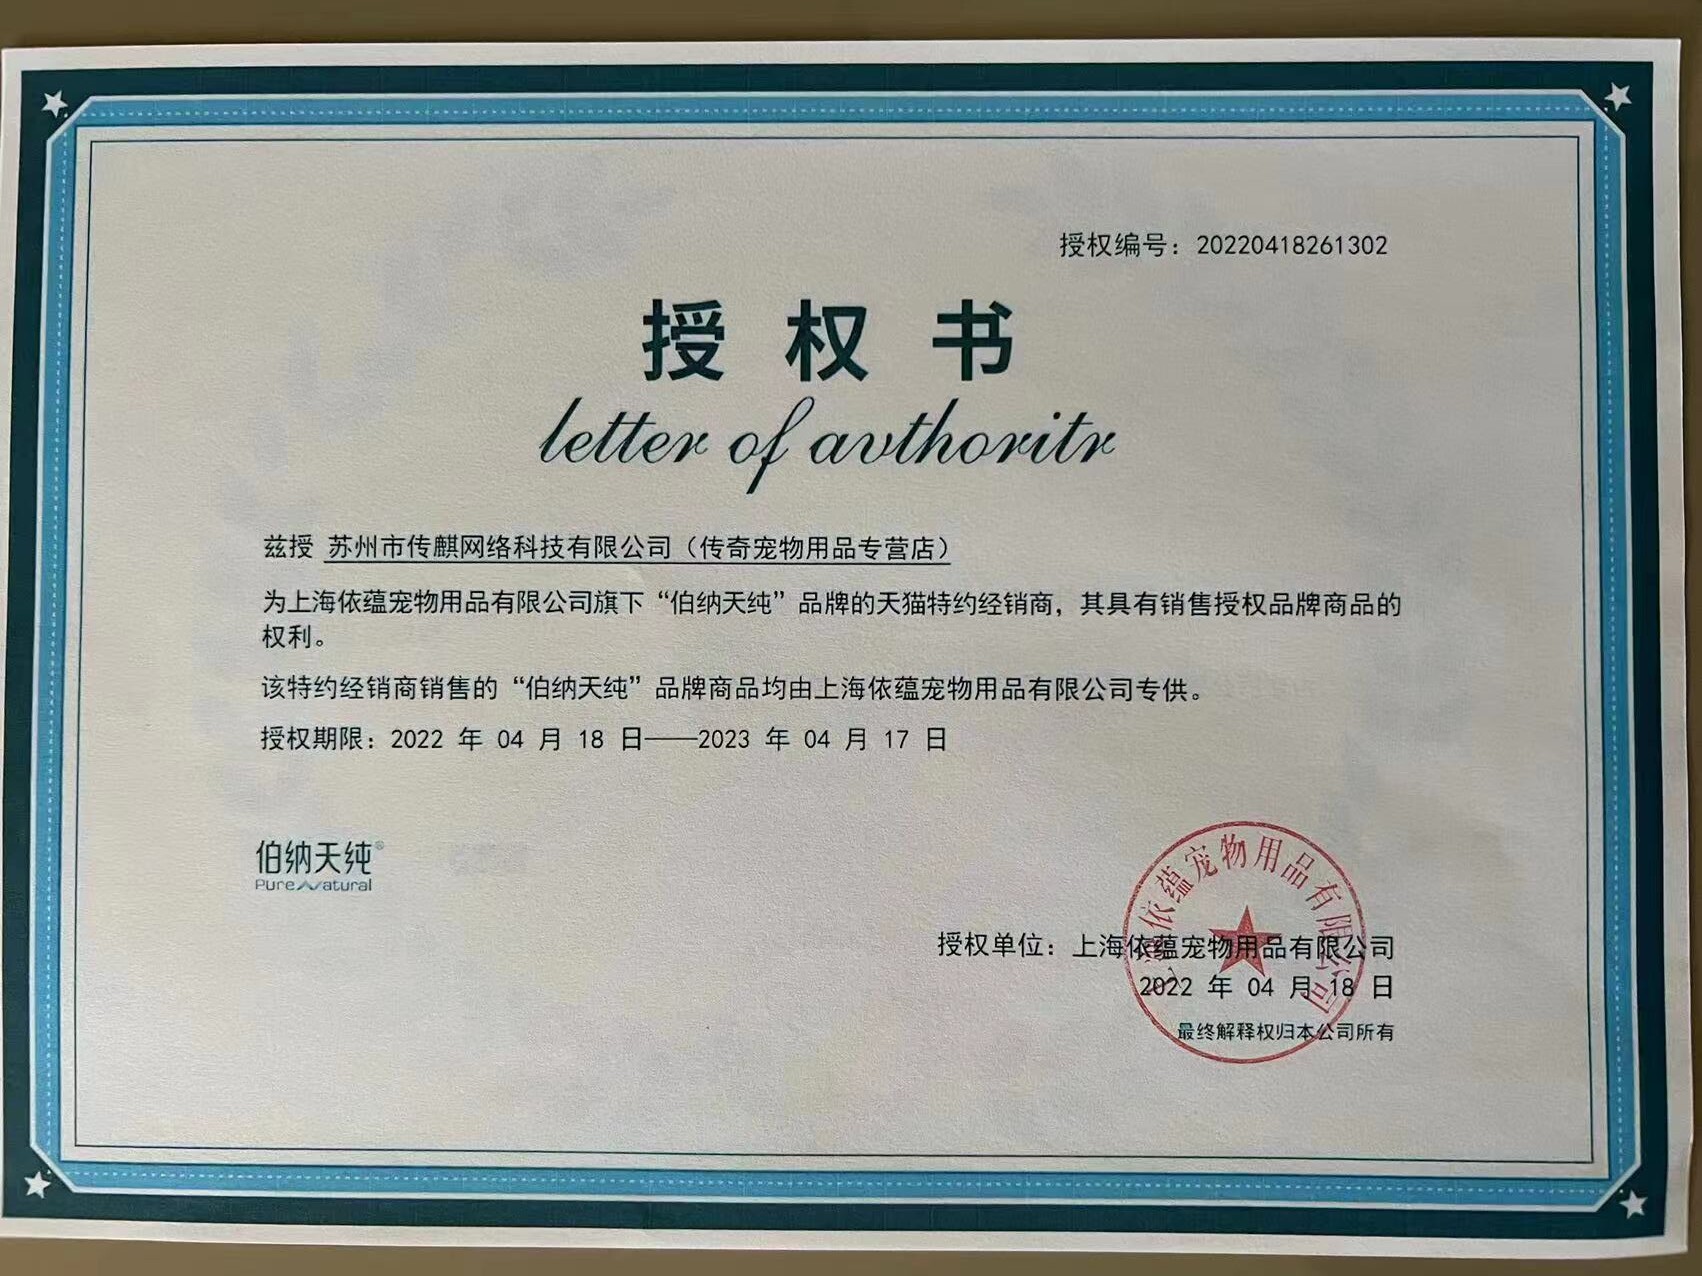 授权编号：20220418261302
授权书
letter of avthoritr
兹授 苏州市传麒网络科技有限公司（传奇宠物用品专营店）
为上海依蕴宠物用品有限公司旗下“伯纳天纯”品牌的天猫特约经销商，其具有销售授权品牌商品的
权利。
该特约经销商销售的“伯纳天纯”品牌商品均由上海依蕴宠物用品有限公司专供。
授权期限：2022 年 04 月 18 日——2023 年 04 月 17 日
伯纳天纯®
Pure Natural
上海依蕴宠物用品有限公司
授权单位：上海依蕴宠物用品有限公司
2022 年 04 月 18 日
最终解释权归本公司所有